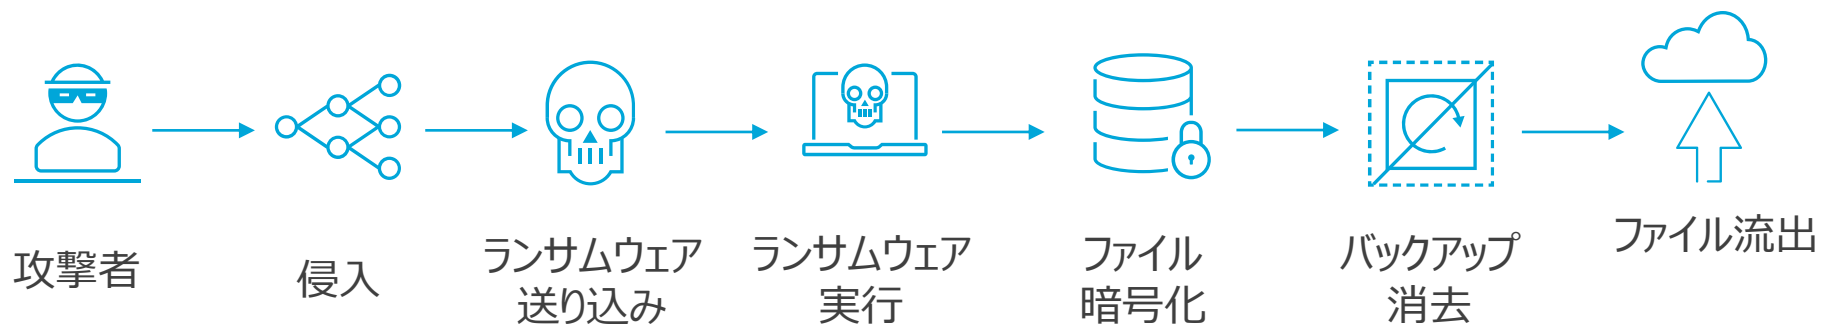 攻撃者
侵入
ランサムウェア
送り込み
ランサムウェア
実行
ファイル
暗号化
バックアップ
消去
ファイル流出